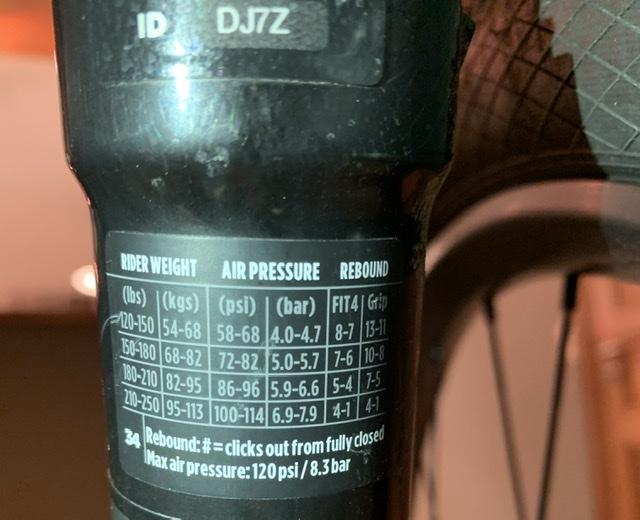 ID DJ7Z
RIDER WEIGHT AIR PRESSURE REBOUND
(lbs) (kgs) (psi) (bar) FIT4 Grip
120-150 54-68 58-68 4.0-4.7 8-7 13-11
150-180 68-82 72-82 5.0-5.7 7-6 10-8
180-210 82-95 86-96 5.9-6.6 5-4 7-5
210-250 95-113 100-114 6.9-7.9 4-1 4-1
34 Rebound: # = clicks out from fully closed
Max air pressure: 120 psi / 8.3 bar